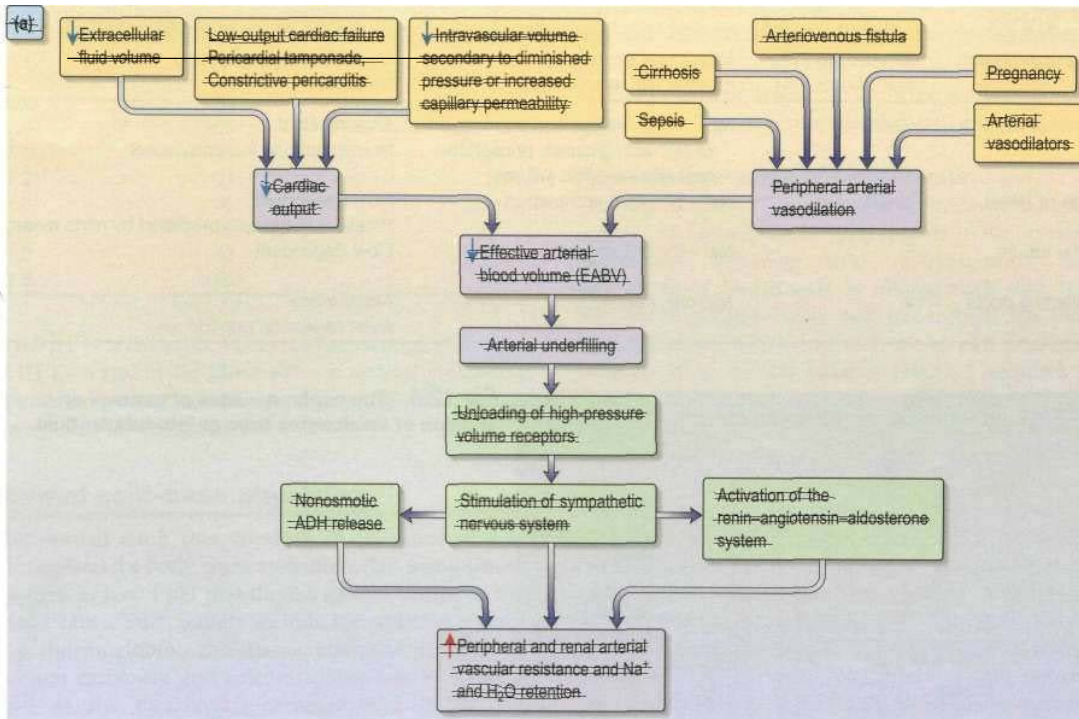 (a)
↓ Extracellular
fluid volume
Low-output cardiac failure
Pericardial tamponade,
Constrictive pericarditis
↓ Intravascular volume
secondary to diminished
pressure or increased
capillary permeability
Arteriovenous fistula
Cirrhosis
Pregnancy
Sepsis
Arterial
vasodilators
↓ Cardiac
output
Peripheral arterial
vasodilation
↓ Effective arterial
blood volume (EABV)
Arterial underfilling
Unloading of high-pressure
volume receptors
Nonosmotic
ADH release
Stimulation of sympathetic
nervous system
Activation of the
renin–angiotensin–aldosterone
system
↑ Peripheral and renal arterial
vascular resistance and Na⁺
and H₂O retention